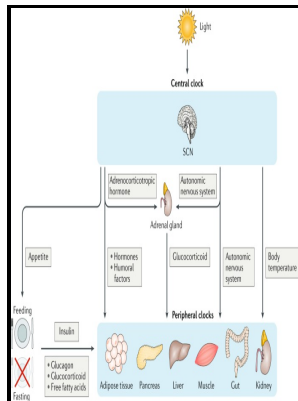 Light
Central clock
SCN
Adrenocorticotropic
hormone
Autonomic
nervous system
Adrenal gland
Appetite
• Hormones
• Humoral
factors
Glucocorticoid
Autonomic
nervous
system
Body
temperature
Feeding
Fasting
Insulin
• Glucagon
• Glucocorticoid
• Free fatty acids
Peripheral clocks
Adipose tissue
Pancreas
Liver
Muscle
Gut
Kidney